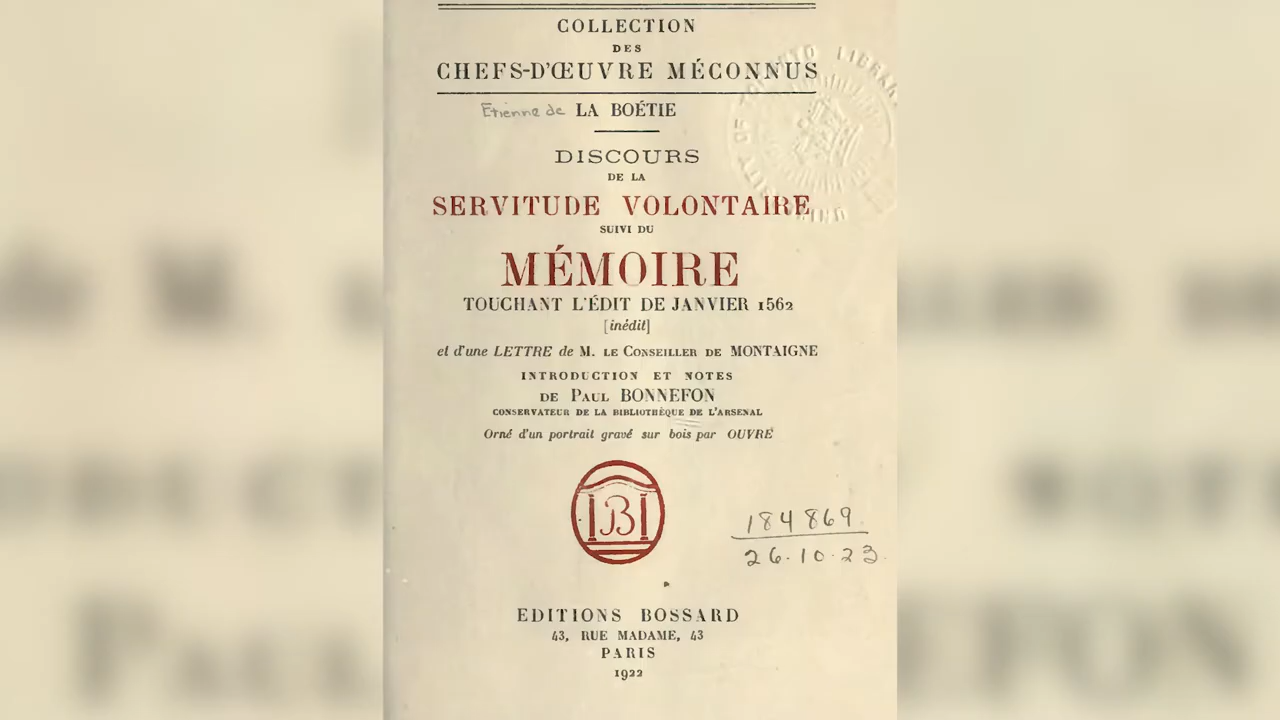 COLLECTION
DES
CHEFS-D'ŒUVRE MÉCONNUS
Etienne de LA BOÉTIE
DISCOURS
DE LA
SERVITUDE VOLONTAIRE
SUIVI DU
MÉMOIRE
TOUCHANT L'ÉDIT DE JANVIER 1562
[inédit]
et d'une LETTRE de M. LE CONSEILLER DE MONTAIGNE
INTRODUCTION ET NOTES
DE PAUL BONNEFON
CONSERVATEUR DE LA BIBLIOTHÈQUE DE L'ARSENAL
Orné d'un portrait gravé sur bois par OUVRÉ
B
184869
26.10.23
EDITIONS BOSSARD
43, RUE MADAME, 43
PARIS
1922